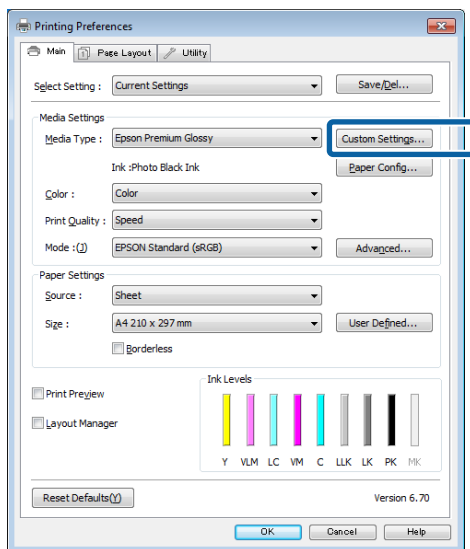 Printing Preferences
Main Page Layout Utility
Select Setting : Current Settings Save/Del...
Media Settings
Media Type : Epson Premium Glossy Custom Settings...
Ink :Photo Black Ink Paper Config...
Color : Color
Print Quality : Speed
Mode :(J) EPSON Standard (sRGB) Advanced...
Paper Settings
Source : Sheet
Size : A4 210 x 297 mm User Defined...
Borderless
Ink Levels
Print Preview
Layout Manager
Y VLM LC VM C LLK LK PK MK
Reset Defaults(Y) Version 6.70
OK Cancel Help